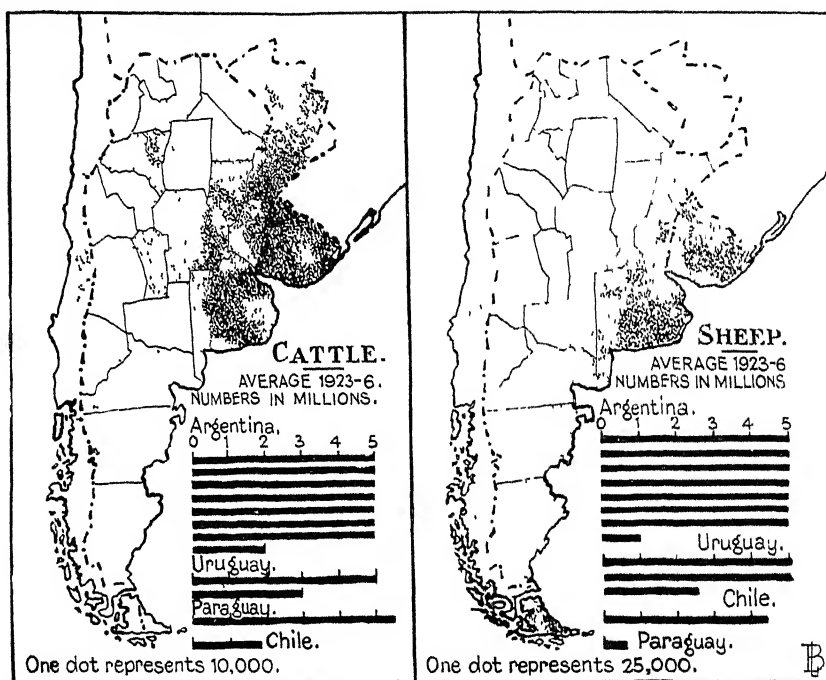 CATTLE.
AVERAGE 1923-6.
NUMBERS IN MILLIONS.
Argentina.
0 1 2 3 4 5
Uruguay.
Paraguay.
Chile.
One dot represents 10,000.
SHEEP.
AVERAGE 1923-6
NUMBERS IN MILLIONS
Argentina.
0 1 2 3 4 5
Uruguay.
Chile.
Paraguay.
One dot represents 25,000.